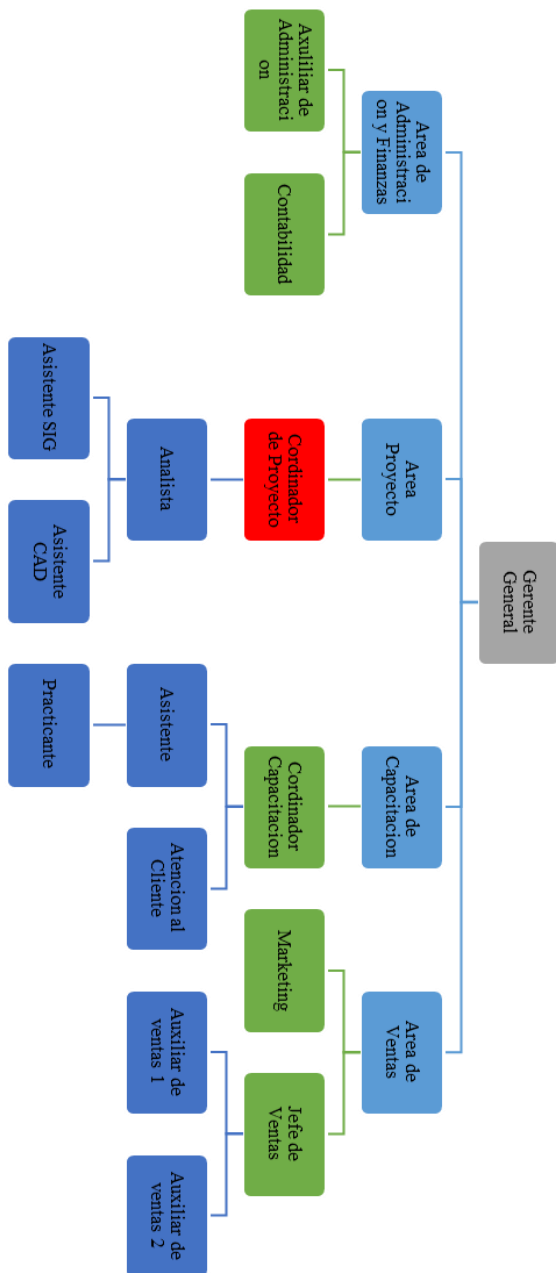 Gerente
General
Area de
Administraci
on y Finanzas
Area
Proyecto
Area de
Capacitacion
Area de
Ventas
Axuliliar de
Administraci
on
Contabilidad
Cordinador
de Proyecto
Cordinador
Capacitacion
Marketing
Jefe de
Ventas
Analista
Asistente
Atencion al
Cliente
Auxiliar de
ventas 1
Auxiliar de
ventas 2
Asistente SIG
Asistente
CAD
Practicante